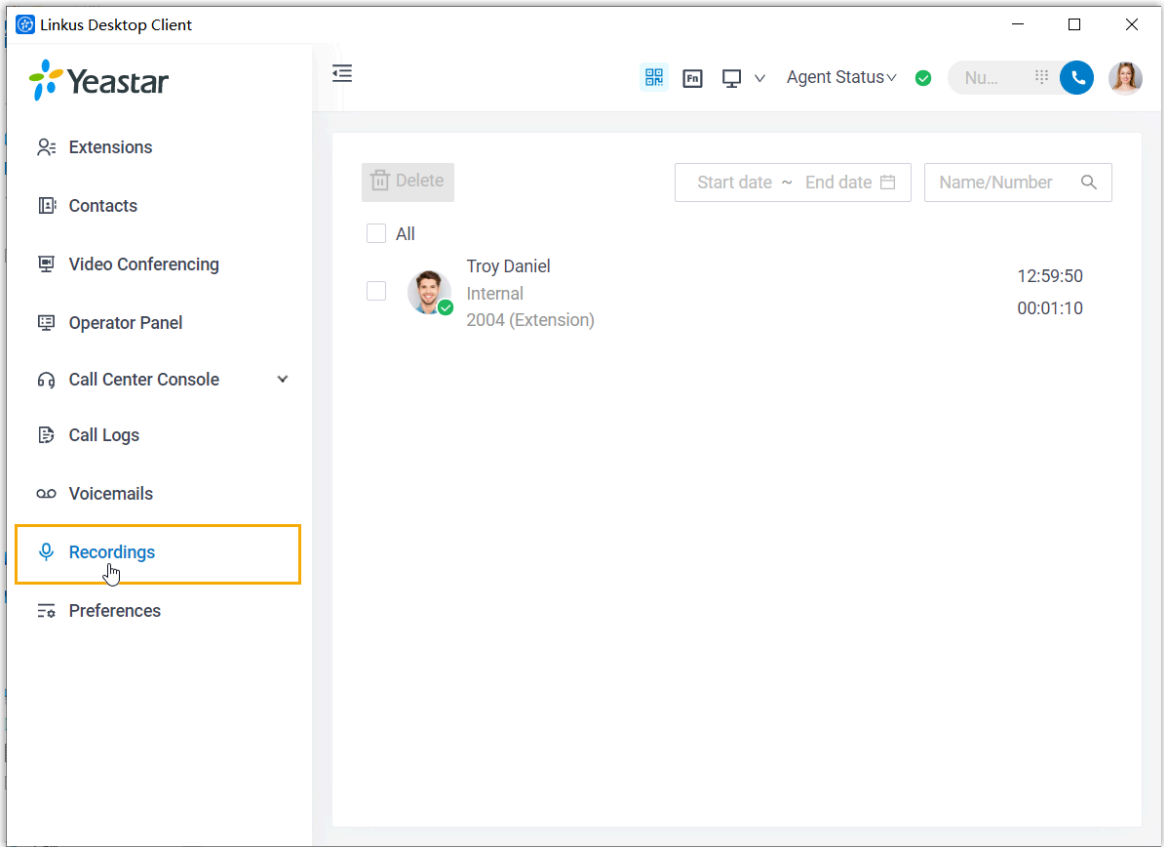 Linkus Desktop Client
Yeastar
Fn
Agent Status
Nu...
Extensions
Contacts
Video Conferencing
Operator Panel
Call Center Console
Call Logs
Voicemails
Recordings
Preferences
Delete
Start date ~ End date
Name/Number
All
Troy Daniel
Internal
2004 (Extension)
12:59:50
00:01:10